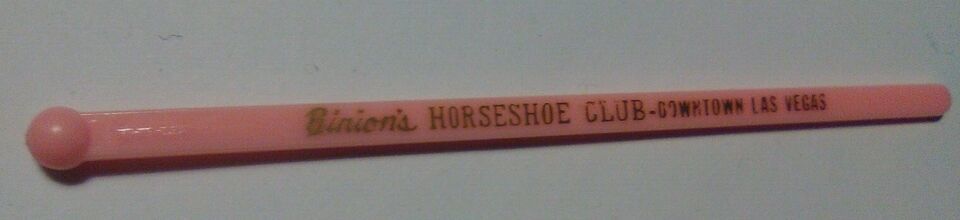 Binion's HORSESHOE CLUB-DOWNTOWN LAS VEGAS